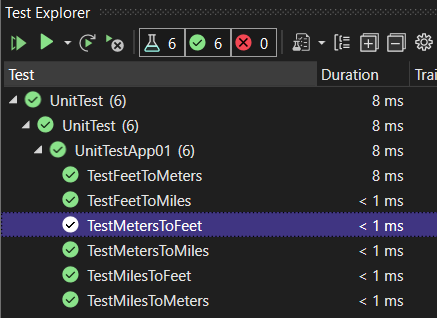 Test Explorer
6 6 0
Test Duration Trai
UnitTest (6) 8 ms
UnitTest (6) 8 ms
UnitTestApp01 (6) 8 ms
TestFeetToMeters 8 ms
TestFeetToMiles < 1 ms
TestMetersToFeet < 1 ms
TestMetersToMiles < 1 ms
TestMilesToFeet < 1 ms
TestMilesToMeters < 1 ms